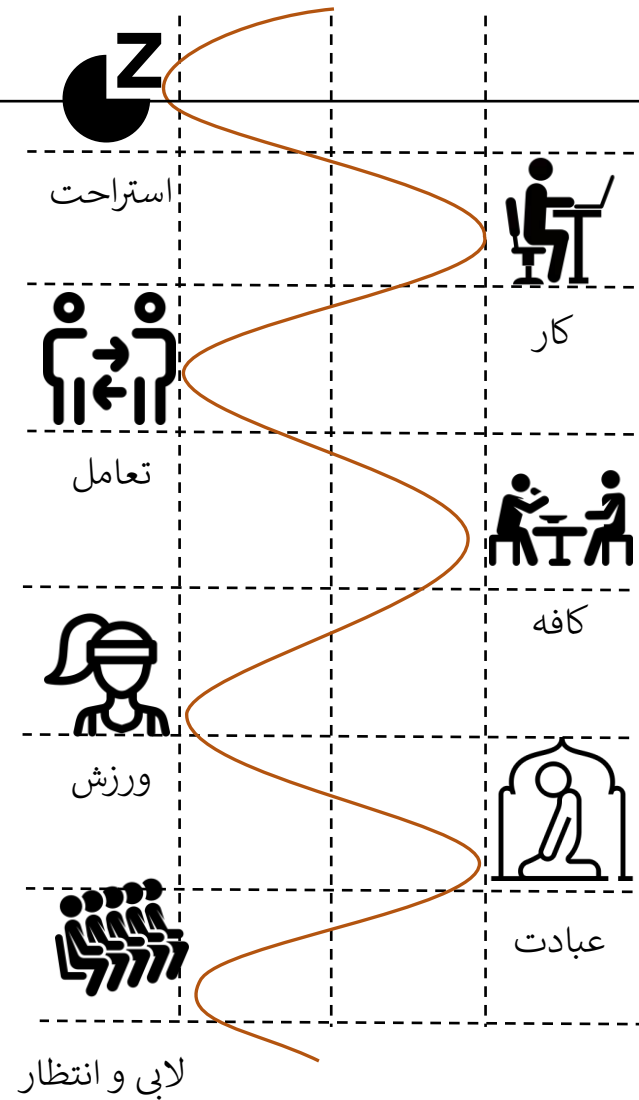 Z
استراحت
کار
تعامل
کافه
ورزش
عبادت
لابی و انتظار